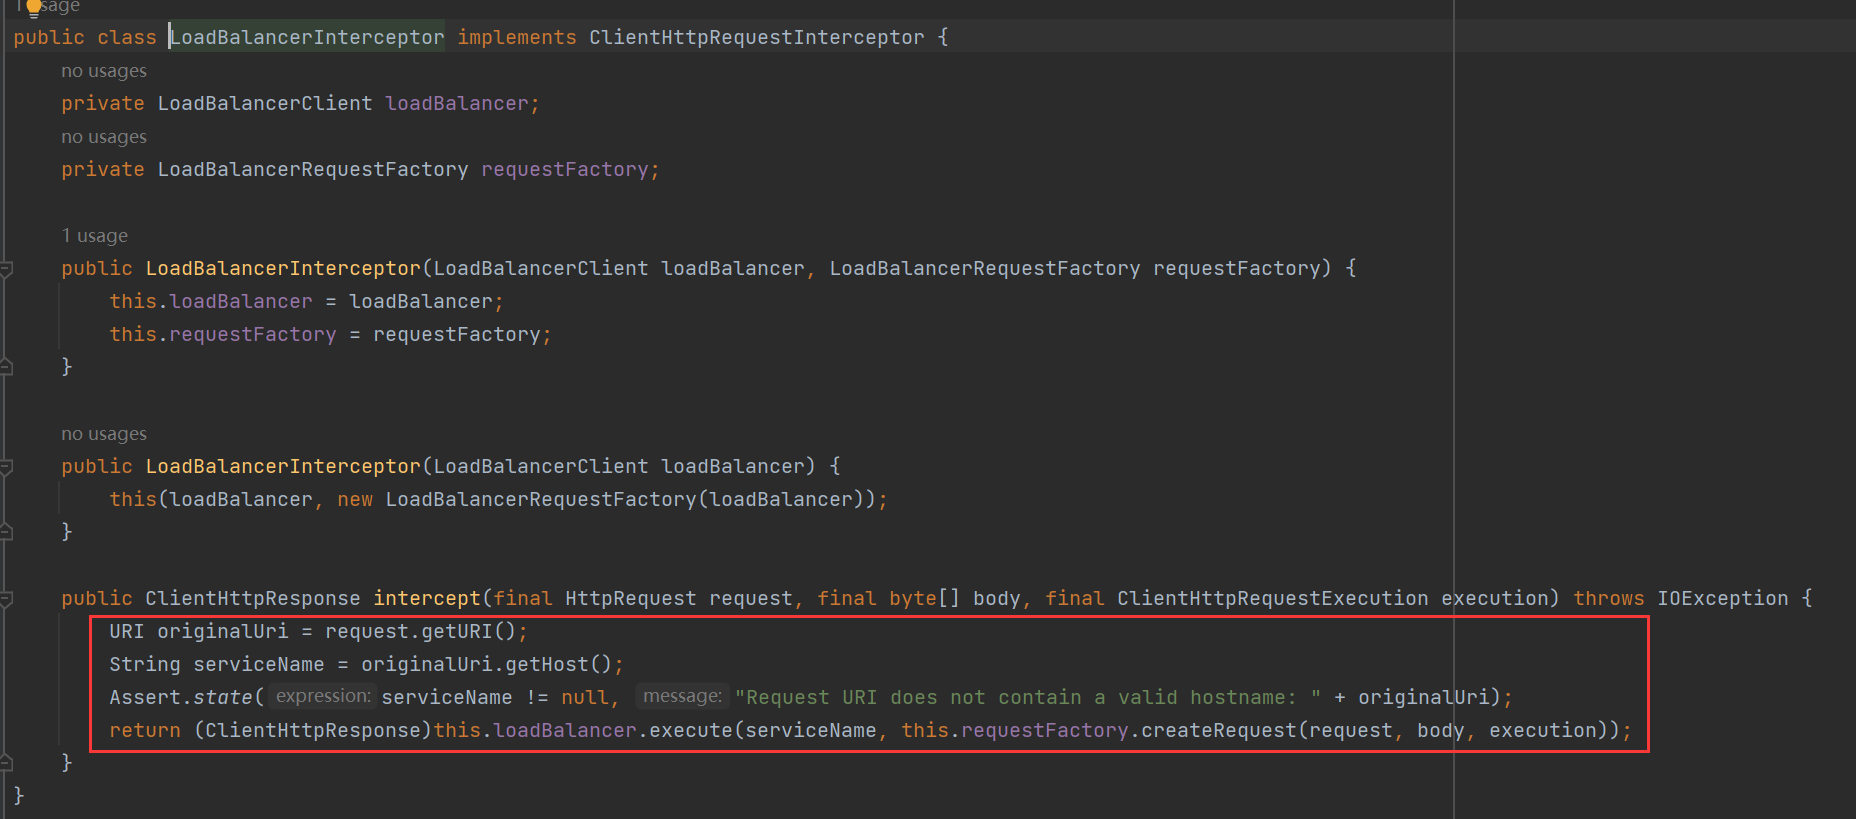 1 usage
public class LoadBalancerInterceptor implements ClientHttpRequestInterceptor {
no usages
private LoadBalancerClient loadBalancer;
no usages
private LoadBalancerRequestFactory requestFactory;
1 usage
public LoadBalancerInterceptor(LoadBalancerClient loadBalancer, LoadBalancerRequestFactory requestFactory) {
this.loadBalancer = loadBalancer;
this.requestFactory = requestFactory;
}
no usages
public LoadBalancerInterceptor(LoadBalancerClient loadBalancer) {
this(loadBalancer, new LoadBalancerRequestFactory(loadBalancer));
}
public ClientHttpResponse intercept(final HttpRequest request, final byte[] body, final ClientHttpRequestExecution execution) throws IOException {
URI originalUri = request.getURI();
String serviceName = originalUri.getHost();
Assert.state( expression: serviceName != null, message: "Request URI does not contain a valid hostname: " + originalUri);
return (ClientHttpResponse)this.loadBalancer.execute(serviceName, this.requestFactory.createRequest(request, body, execution));
}
}